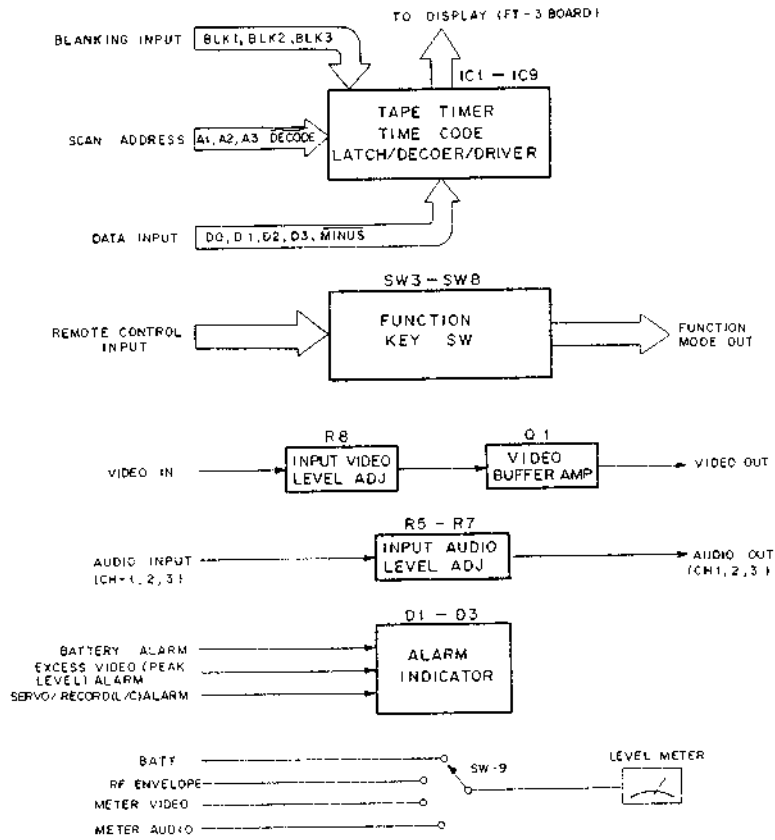 TO DISPLAY (FT-3 BOARD)
BLANKING INPUT
BLK1, BLK2, BLK3
IC1 - IC9
TAPE TIMER
TIME CODE
LATCH/DECOER/DRIVER
SCAN ADDRESS
A1, A2, A3 DECODE
DATA INPUT
D0, D1, D2, D3, MINUS
SW3-SW8
FUNCTION
KEY SW
REMOTE CONTROL
INPUT
FUNCTION
MODE OUT
R8
Q1
VIDEO IN
INPUT VIDEO
LEVEL ADJ
VIDEO
BUFFER AMP
VIDEO OUT
R5 - R7
AUDIO INPUT
(CH-1, 2, 3)
INPUT AUDIO
LEVEL ADJ
AUDIO OUT
(CH1, 2, 3)
D1 - D3
BATTERY ALARM
EXCESS VIDEO (PEAK
LEVEL) ALARM
SERVO/RECORD(L/C)ALARM
ALARM
INDICATOR
BATT
RF ENVELOPE
METER VIDEO
METER AUDIO
SW-9
LEVEL METER